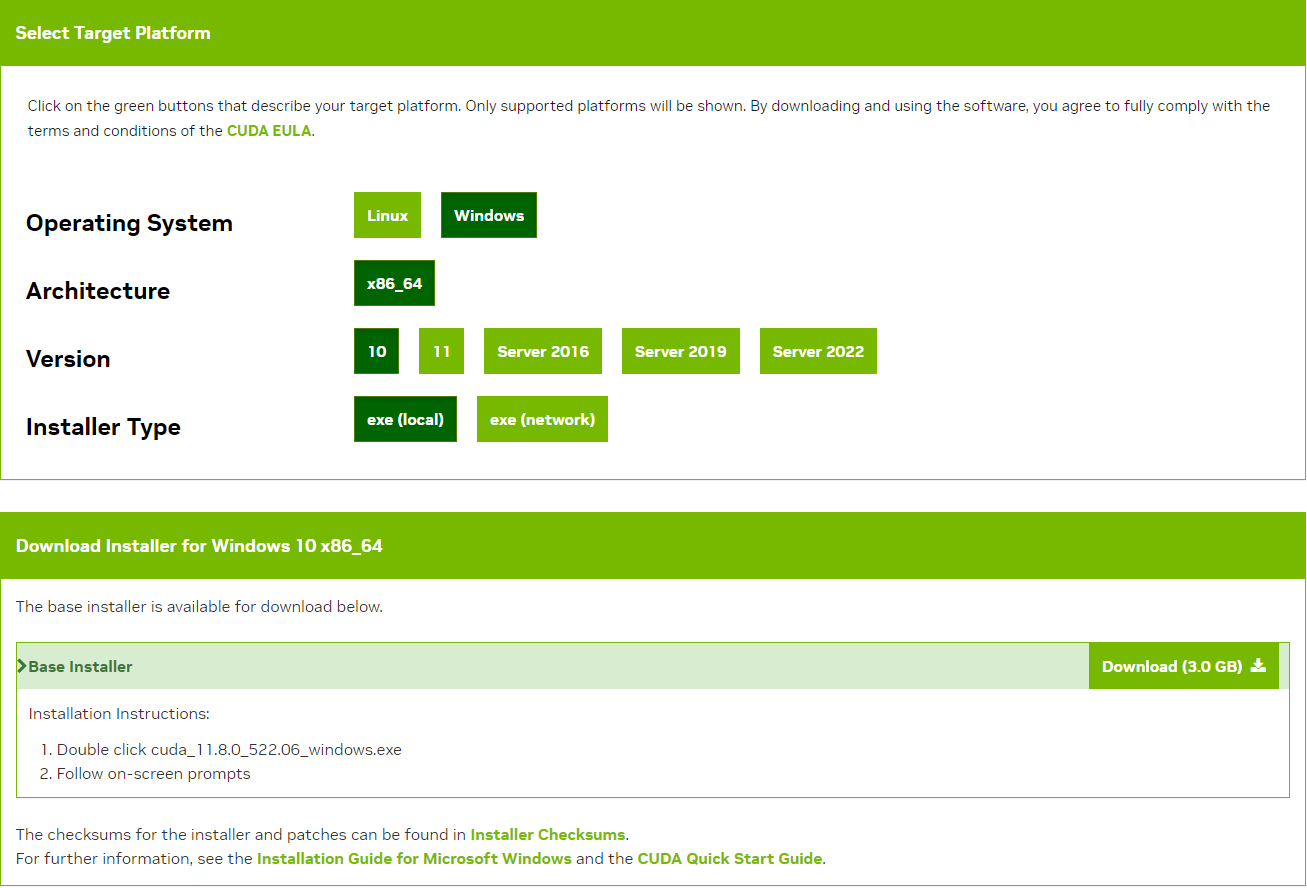 Select Target Platform
Click on the green buttons that describe your target platform. Only supported platforms will be shown. By downloading and using the software, you agree to fully comply with the
terms and conditions of the CUDA EULA.
Operating System Linux Windows
Architecture x86_64
Version 10 11 Server 2016 Server 2019 Server 2022
Installer Type exe (local) exe (network)
Download Installer for Windows 10 x86_64
The base installer is available for download below.
Base Installer Download (3.0 GB)
Installation Instructions:
1. Double click cuda_11.8.0_522.06_windows.exe
2. Follow on-screen prompts
The checksums for the installer and patches can be found in Installer Checksums.
For further information, see the Installation Guide for Microsoft Windows and the CUDA Quick Start Guide.